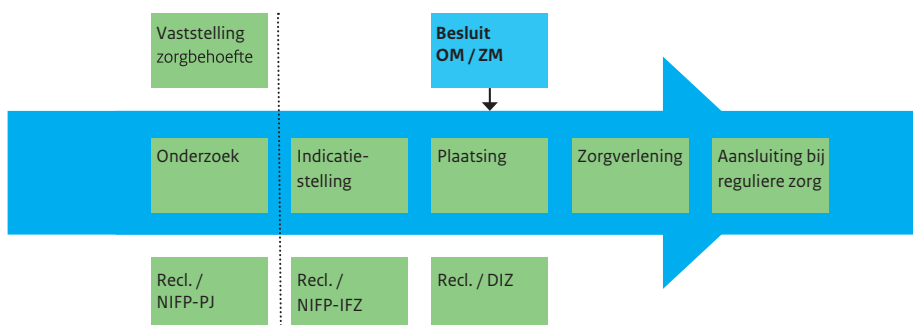 Vaststelling
zorgbehoefte
Besluit
OM / ZM
Onderzoek
Indicatie-
stelling
Plaatsing
Zorgverlening
Aansluiting bij
reguliere zorg
Recl. /
NIFP-PJ
Recl. /
NIFP-IFZ
Recl. / DIZ